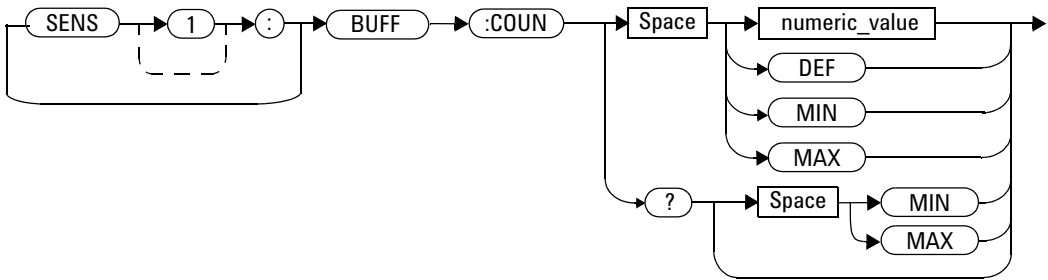 SENS 1 : BUFF :COUN Space numeric_value
DEF
MIN
MAX
? Space MIN
MAX